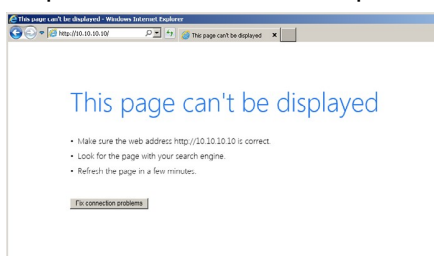 This page can't be displayed - Windows Internet Explorer
http://10.10.10.10/
This page can't be displayed
This page can't be displayed
• Make sure the web address http://10.10.10.10 is correct.
• Look for the page with your search engine.
• Refresh the page in a few minutes.
Fix connection problems